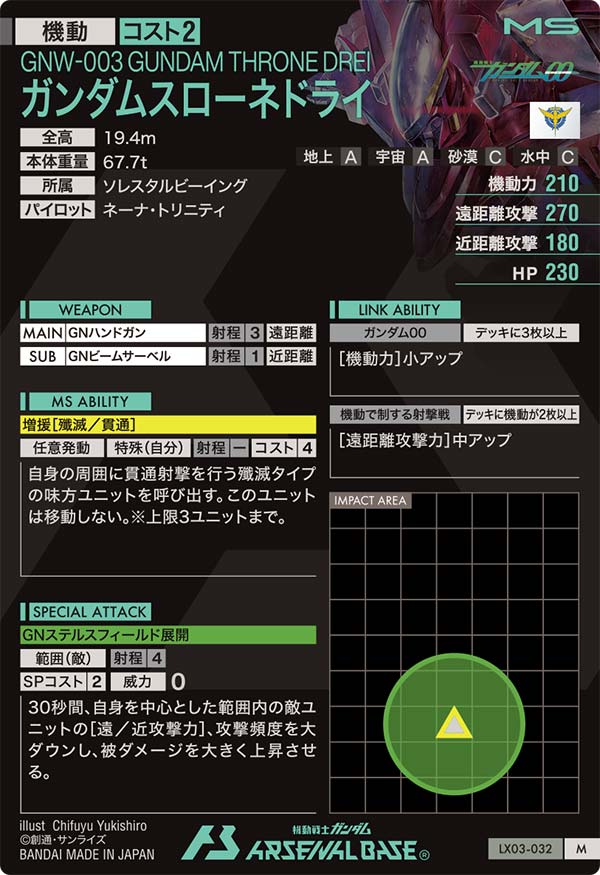 機動 コスト2 MS
GNW-003 GUNDAM THRONE DREI
ガンダムスローネドライ
ガンダム00
全高 19.4m
本体重量 67.7t
所属 ソレスタルビーイング
パイロット ネーナ・トリニティ
地上 A 宇宙 A 砂漠 C 水中 C
機動力 210
遠距離攻撃 270
近距離攻撃 180
HP 230
WEAPON
MAIN GNハンドガン 射程 3 遠距離
SUB GNビームサーベル 射程 1 近距離
MS ABILITY
増援[殲滅／貫通]
任意発動 特殊(自分) 射程 ー コスト 4
自身の周囲に貫通射撃を行う殲滅タイプ
の味方ユニットを呼び出す。このユニット
は移動しない。※上限3ユニットまで。
SPECIAL ATTACK
GNステルスフィールド展開
範囲(敵) 射程 4
SPコスト 2 威力 0
30秒間、自身を中心とした範囲内の敵ユ
ニットの[遠／近攻撃力]、攻撃頻度を大
ダウンし、被ダメージを大きく上昇させ
る。
LINK ABILITY
ガンダム00 デッキに3枚以上
[機動力]小アップ
機動で制する射撃戦 デッキに機動が2枚以上
[遠距離攻撃力]中アップ
IMPACT AREA
illust Chifuyu Yukishiro
©創通・サンライズ
BANDAI MADE IN JAPAN
機動戦士ガンダム
ARSENAL BASE®
LX03-032 M